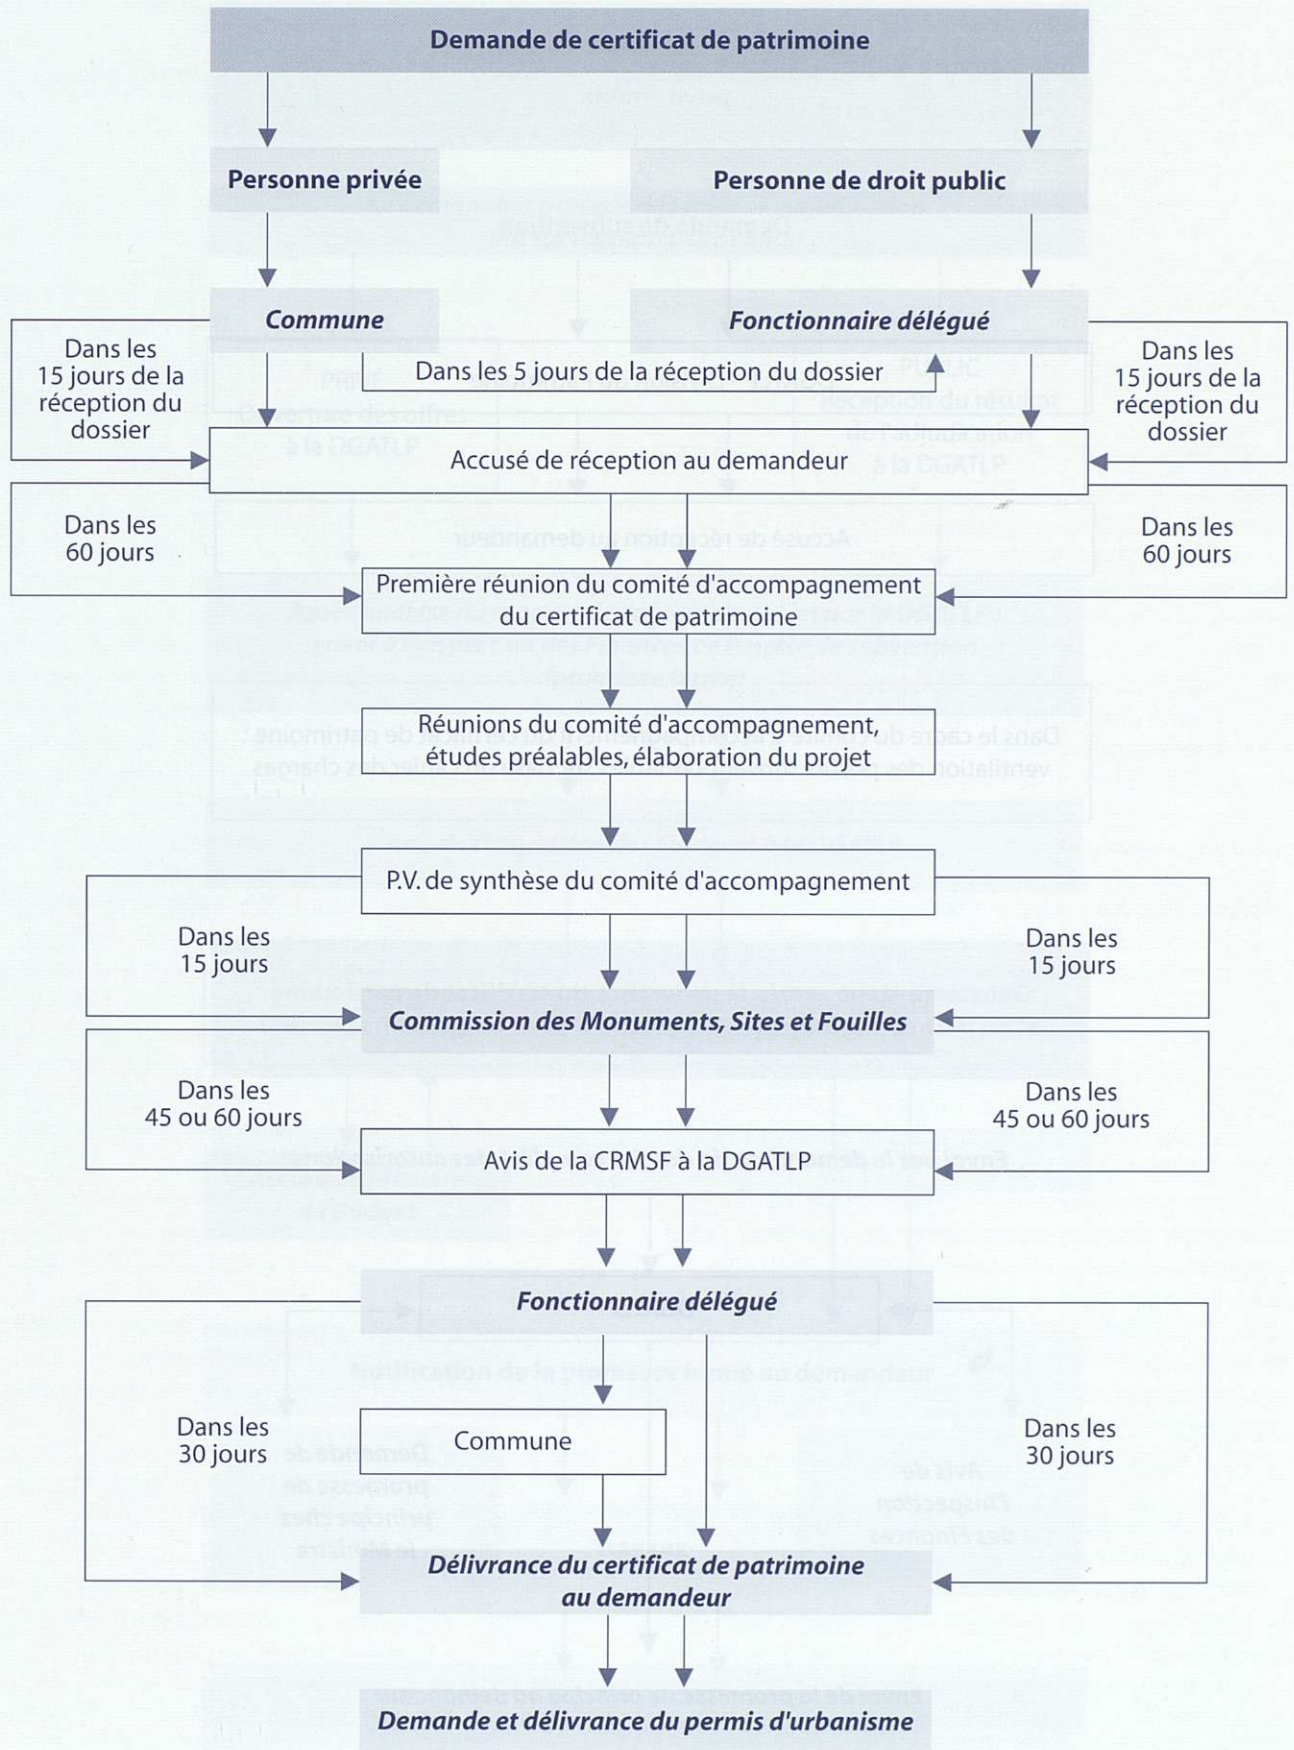 Demande de certificat de patrimoine
Personne privée
Personne de droit public
Commune
Fonctionnaire délégué
Dans les
15 jours de la
réception du
dossier
Dans les 5 jours de la réception du dossier
Dans les
15 jours de la
réception du
dossier
Accusé de réception au demandeur
Dans les
60 jours
Dans les
60 jours
Première réunion du comité d'accompagnement
du certificat de patrimoine
Réunions du comité d'accompagnement,
études préalables, élaboration du projet
P.V. de synthèse du comité d'accompagnement
Dans les
15 jours
Dans les
15 jours
Commission des Monuments, Sites et Fouilles
Dans les
45 ou 60 jours
Dans les
45 ou 60 jours
Avis de la CRMSF à la DGATLP
Fonctionnaire délégué
Dans les
30 jours
Commune
Dans les
30 jours
Délivrance du certificat de patrimoine
au demandeur
Demande et délivrance du permis d'urbanisme